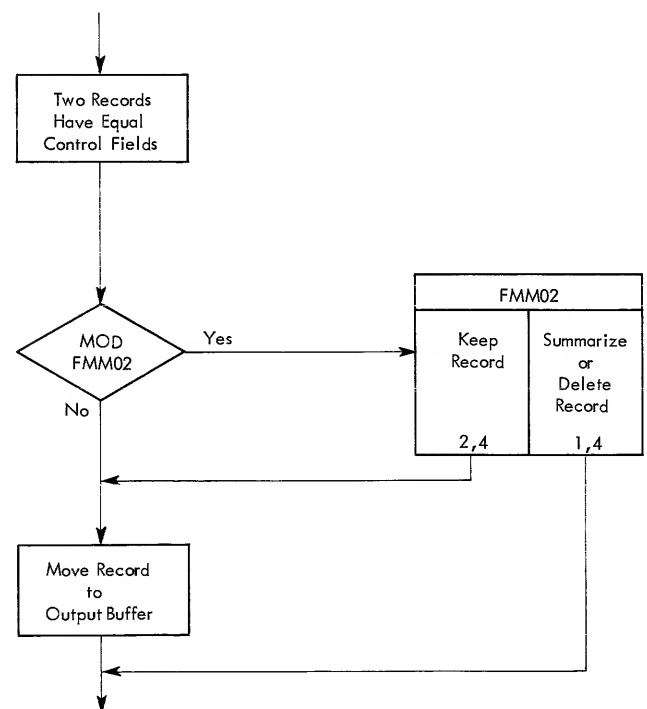 Two Records
Have Equal
Control Fields
MOD
FMM02
Yes
No
FMM02
Keep
Record
2,4
Summarize
or
Delete
Record
1,4
Move Record
to
Output Buffer